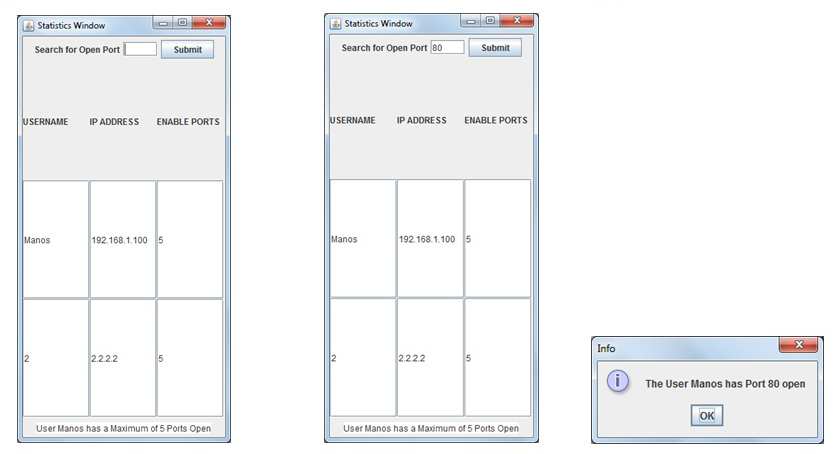 Statistics Window
Search for Open Port Submit
USERNAME IP ADDRESS ENABLE PORTS
Manos 192.168.1.100 5
2 2.2.2.2 5
User Manos has a Maximum of 5 Ports Open
Statistics Window
Search for Open Port 80 Submit
USERNAME IP ADDRESS ENABLE PORTS
Manos 192.168.1.100 5
2 2.2.2.2 5
User Manos has a Maximum of 5 Ports Open
Info
The User Manos has Port 80 open
OK